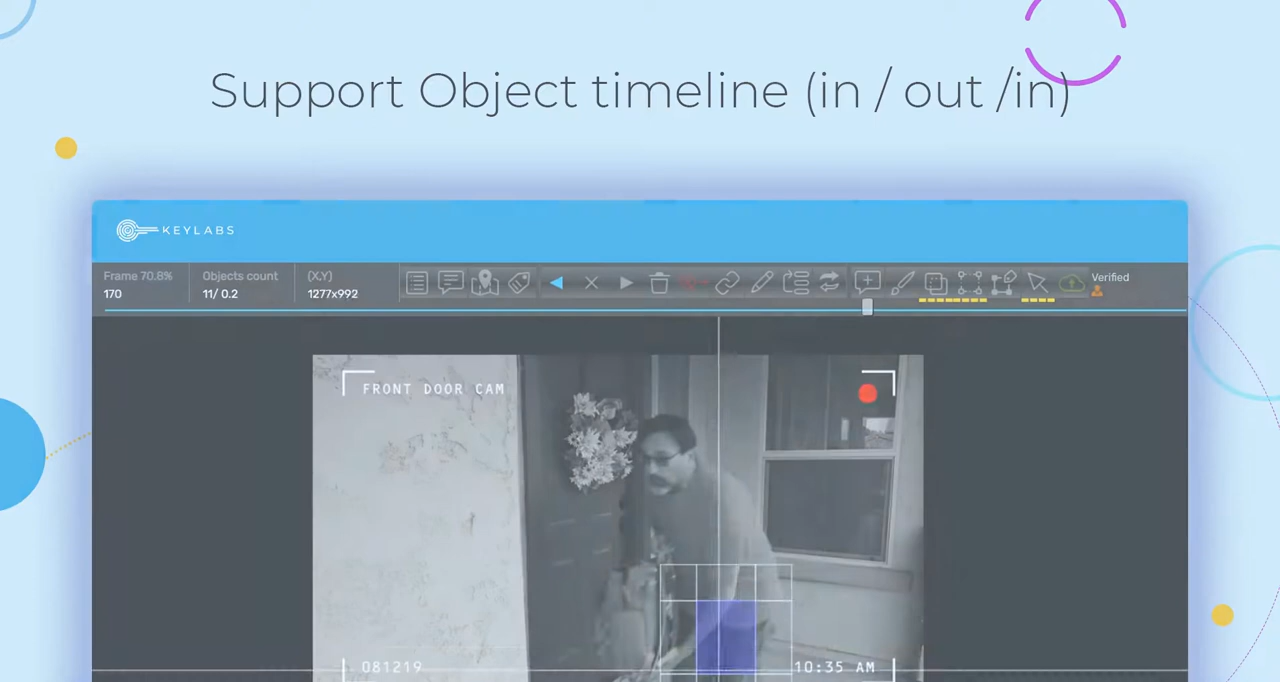 Support Object timeline (in / out /in)
KEYLABS
Frame 70.8%
170
Objects count
11/ 0.2
(X,Y)
1277x992
Verified
FRONT DOOR CAM
081219
10:35 AM